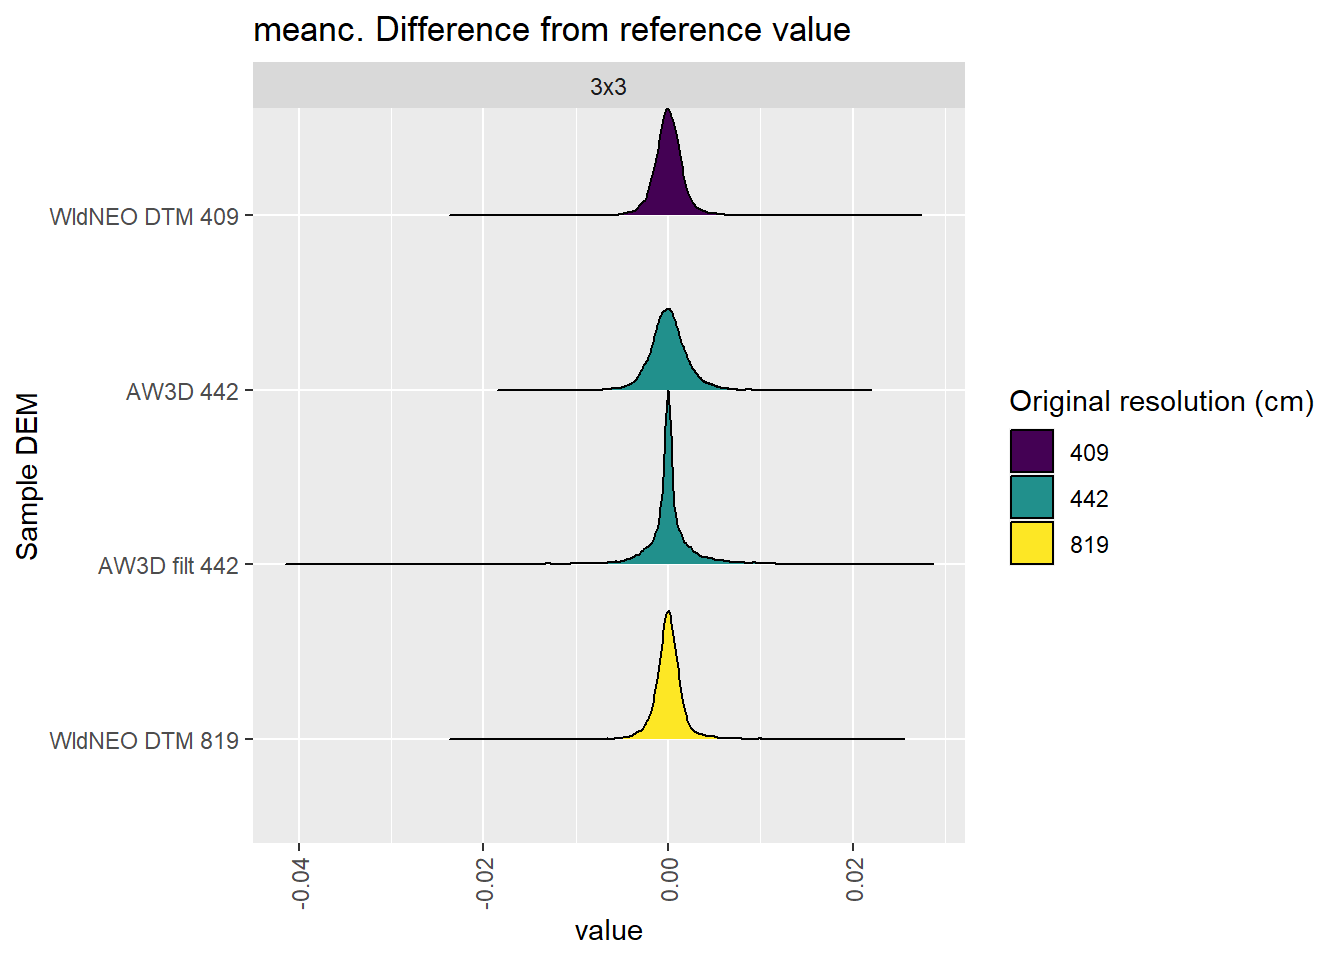 meanc. Difference from reference value
3x3
WldNEO DTM 409
AW3D 442
AW3D filt 442
WldNEO DTM 819
Sample DEM
-0.04
-0.02
0.00
0.02
value
Original resolution (cm)
409
442
819